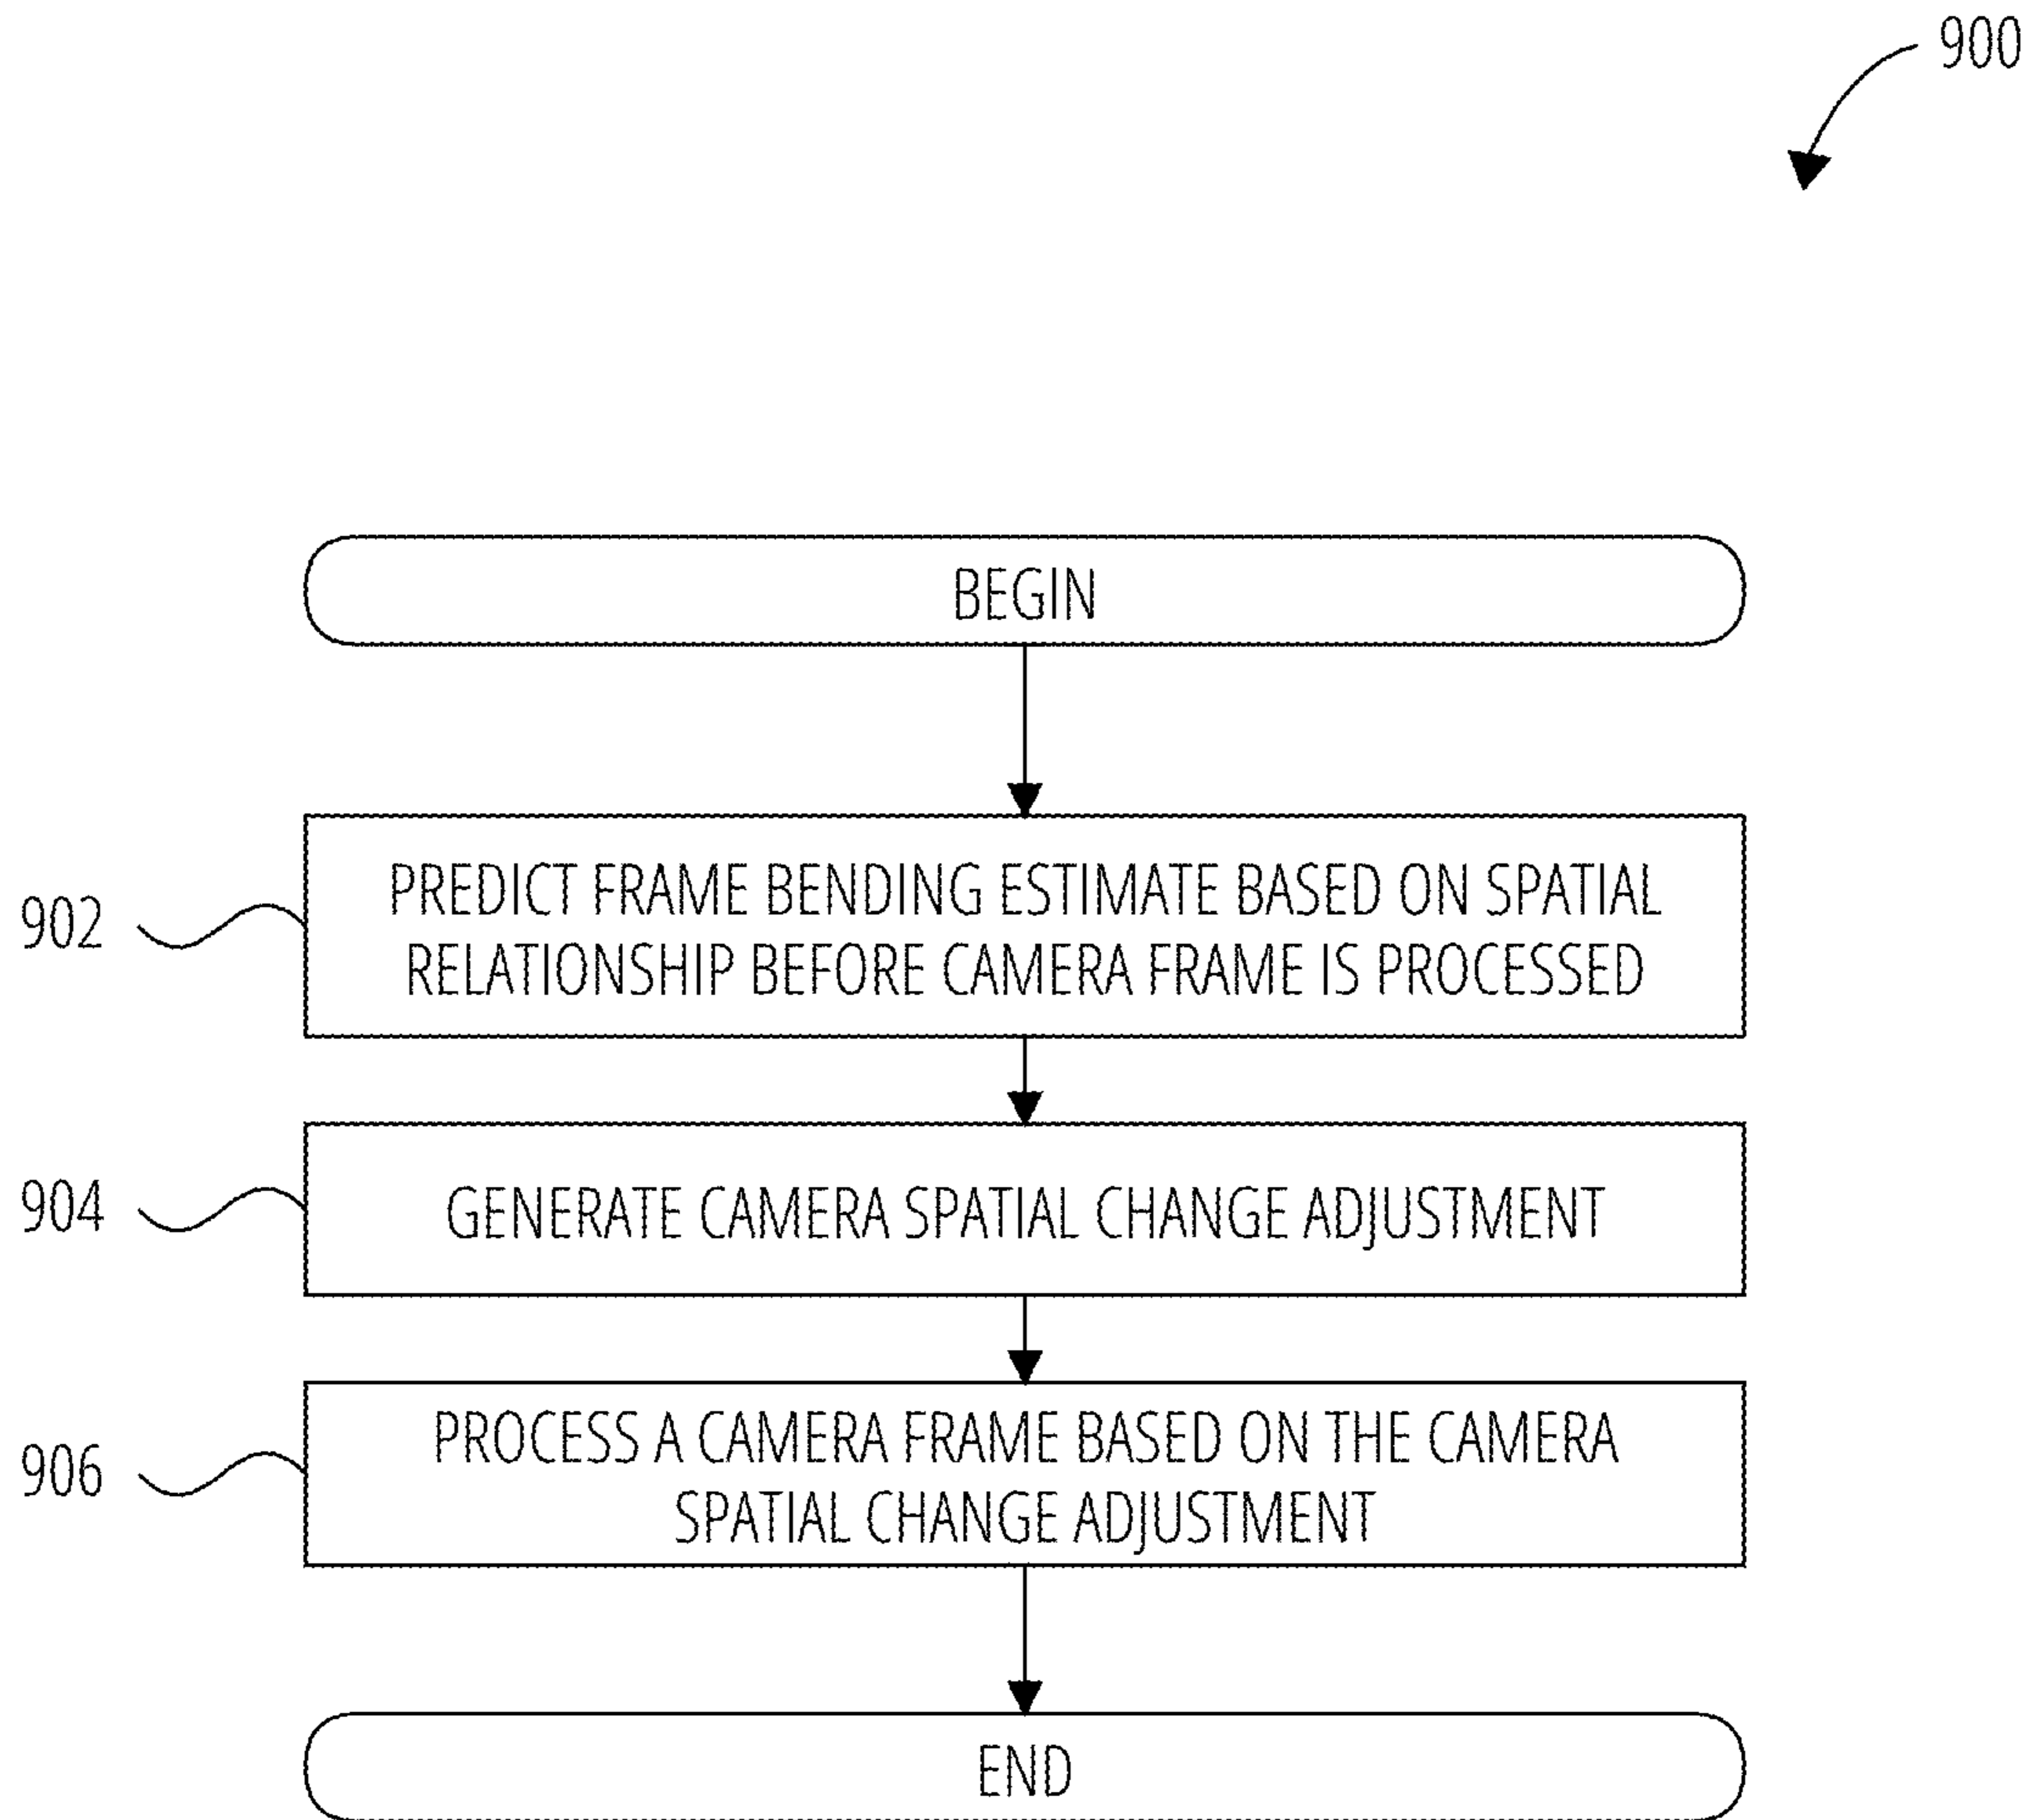 900
BEGIN
902
PREDICT FRAME BENDING ESTIMATE BASED ON SPATIAL
RELATIONSHIP BEFORE CAMERA FRAME IS PROCESSED
904
GENERATE CAMERA SPATIAL CHANGE ADJUSTMENT
906
PROCESS A CAMERA FRAME BASED ON THE CAMERA
SPATIAL CHANGE ADJUSTMENT
END